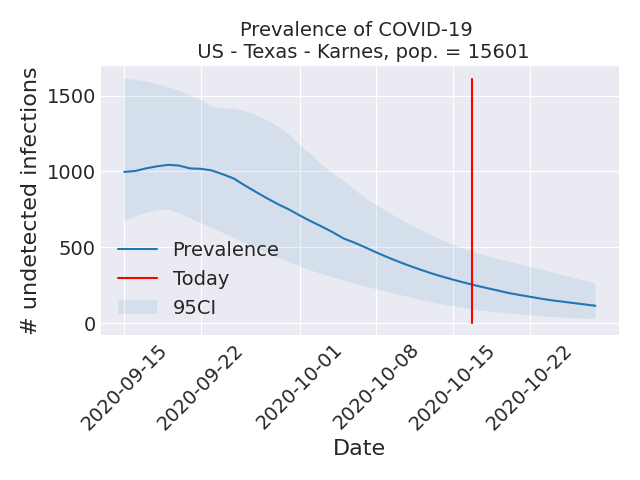 Prevalence of COVID-19
US - Texas - Karnes, pop. = 15601
# undetected infections
1500
1000
500
0
Prevalence
Today
95CI
2020-09-15
2020-09-22
2020-10-01
2020-10-08
2020-10-15
2020-10-22
Date